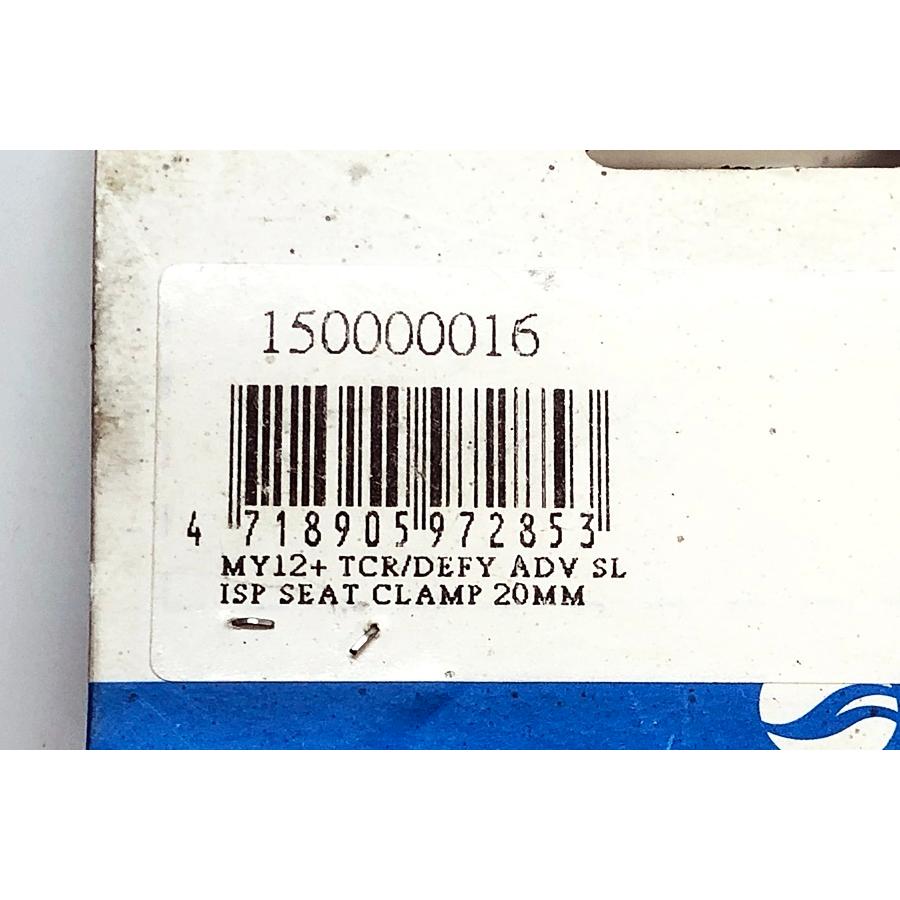 150000016
4 718905 972853
MY12+ TCR/DEFY ADV SL
ISP SEAT CLAMP 20MM